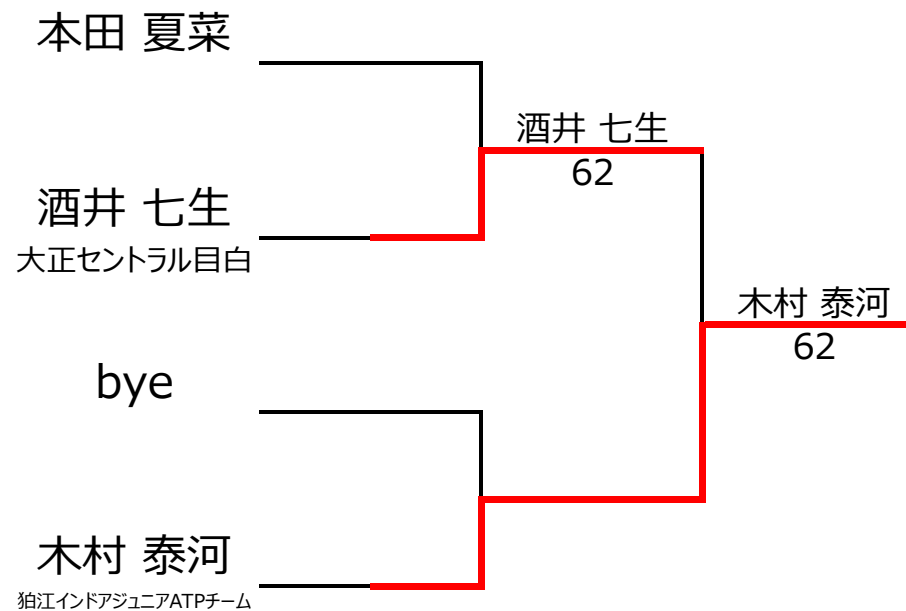 本田 夏菜
酒井 七生
62
酒井 七生
大正セントラル目白
木村 泰河
62
bye
木村 泰河
狛江インドアジュニアATPチーム